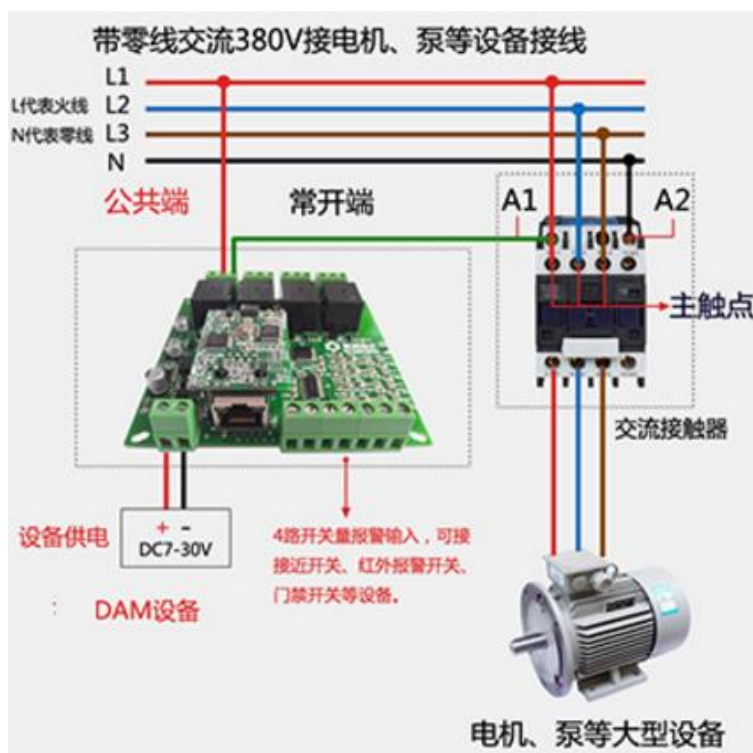 带零线交流380V接电机、泵等设备接线
L1
L代表火线 L2
N代表零线 L3
N
公共端
常开端
A1
A2
主触点
交流接触器
设备供电
+ -
DC7-30V
4路开关量报警输入，可接
接近开关、红外报警开关、
门禁开关等设备。
: DAM设备
电机、泵等大型设备